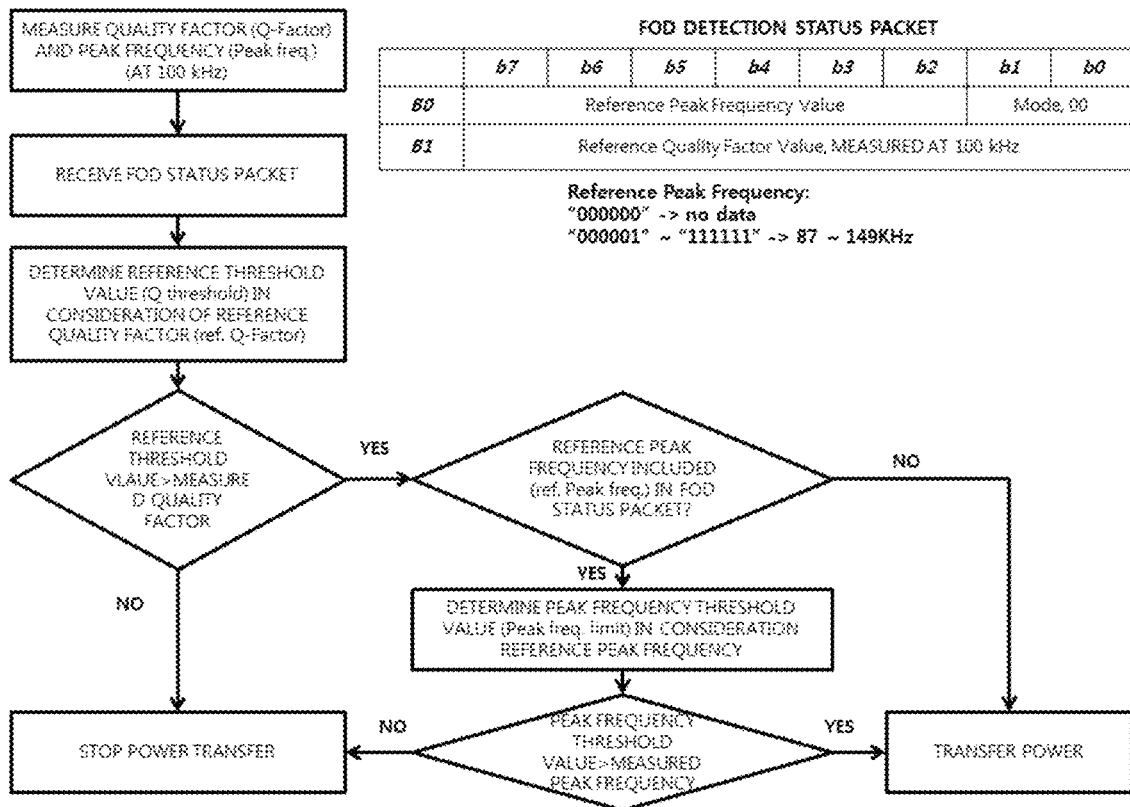 MEASURE QUALITY FACTOR (Q-Factor)
AND PEAK FREQUENCY (Peak freq.)
(AT 100 kHz)
RECEIVE FOD STATUS PACKET
DETERMINE REFERENCE THRESHOLD
VALUE (Q threshold) IN
CONSIDERATION OF REFERENCE
QUALITY FACTOR (ref. Q-Factor)
REFERENCE
THRESHOLD
VLAUE>MEASURE
D QUALITY
FACTOR
YES
NO
FOD DETECTION STATUS PACKET
b7 b6 b5 b4 b3 b2 b1 b0
B0 Reference Peak Frequency Value Mode, 00
B1 Reference Quality Factor Value, MEASURED AT 100 kHz
Reference Peak Frequency:
"000000" -> no data
"000001" ~ "111111" -> 87 ~ 149KHz
REFERENCE PEAK
FREQUENCY INCLUDED
(ref. Peak freq.) IN FOD
STATUS PACKET?
NO
YES
DETERMINE PEAK FREQUENCY THRESHOLD
VALUE (Peak freq. limit) IN CONSIDERATION
REFERENCE PEAK FREQUENCY
PEAK FREQUENCY
THRESHOLD
VALUE>MEASURED
PEAK FREQUENCY
NO
YES
STOP POWER TRANSFER
TRANSFER POWER